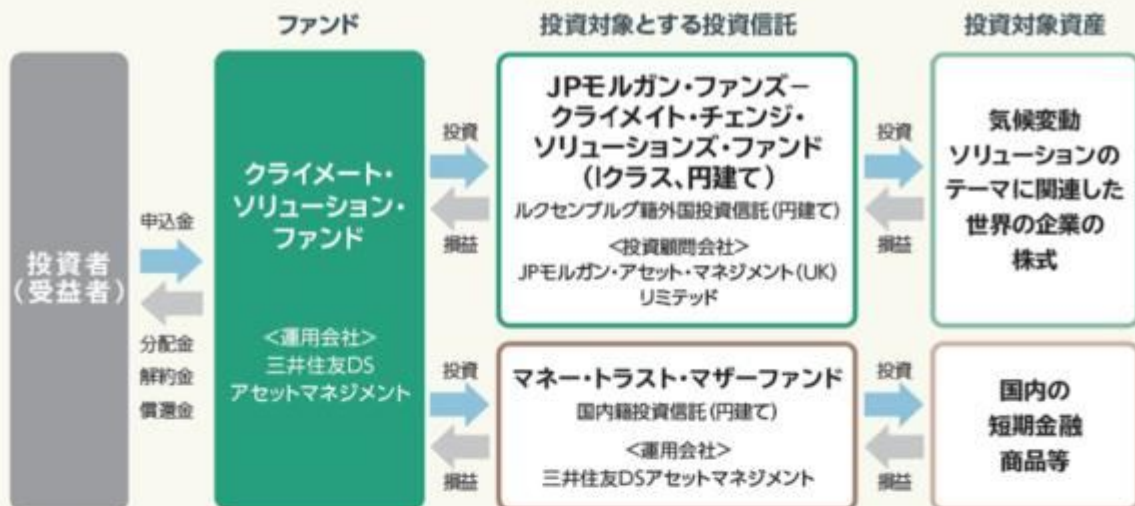 ファンド
投資対象とする投資信託
投資対象資産
投資者
(受益者)
申込金
分配金
解約金
償還金
クライメート・
ソリューション・
ファンド
<運用会社>
三井住友DS
アセットマネジメント
投資
損益
JPモルガン・ファンズー
クライメイト・チェンジ・
ソリューションズ・ファンド
(Iクラス、円建て)
ルクセンブルグ籍外国投資信託(円建て)
<投資顧問会社>
JPモルガン・アセット・マネジメント(UK)
リミテッド
投資
損益
気候変動
ソリューションの
テーマに関連した
世界の企業の
株式
投資
損益
マネー・トラスト・マザーファンド
国内籍投資信託(円建て)
<運用会社>
三井住友DSアセットマネジメント
投資
損益
国内の
短期金融
商品等